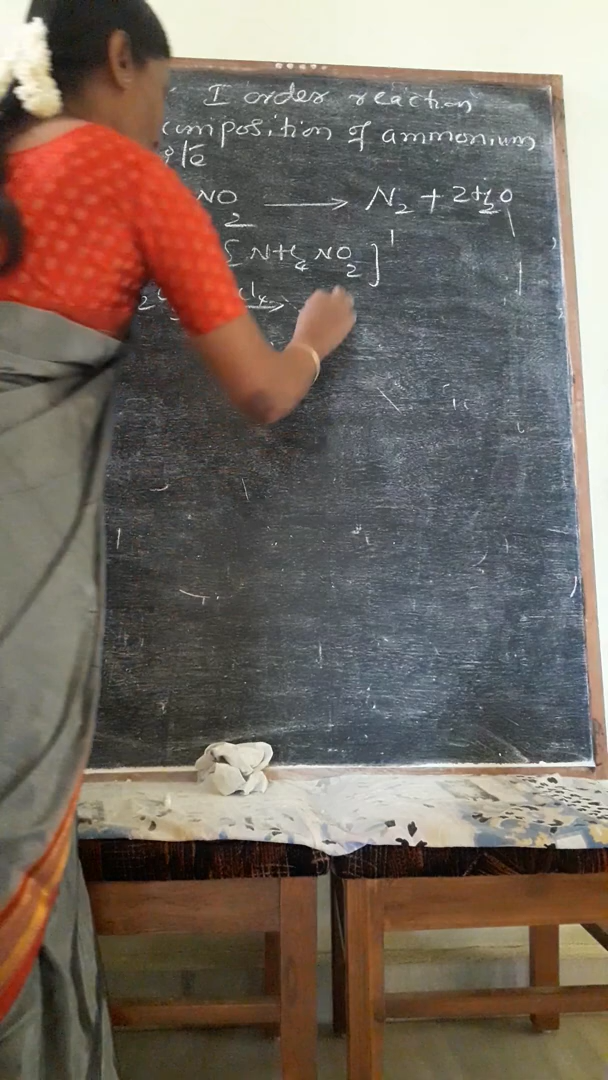 I order reaction
composition of ammonium
NO2 ⟶ N2 + 2H2O
[NH4NO2]¹